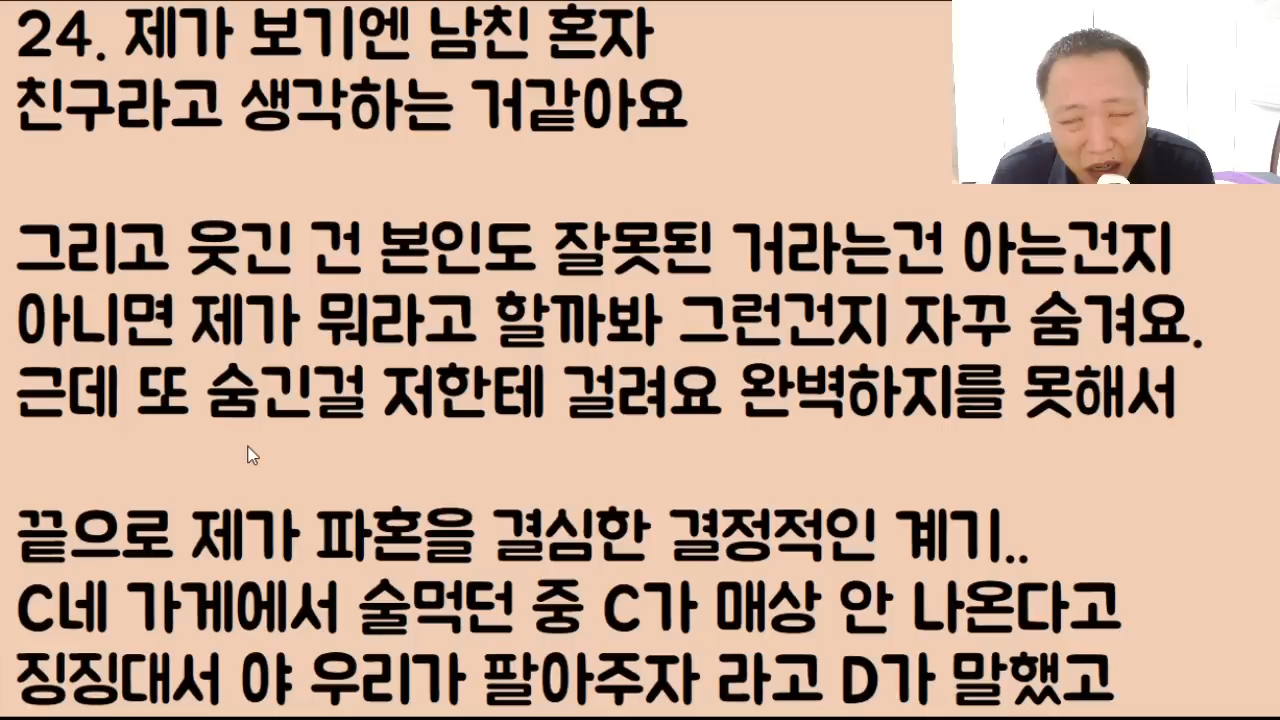 24. 제가 보기엔 남친 혼자
친구라고 생각하는 거같아요
그리고 웃긴 건 본인도 잘못된 거라는건 아는건지
아니면 제가 뭐라고 할까봐 그런건지 자꾸 숨겨요.
근데 또 숨긴걸 저한테 걸려요 완벽하지를 못해서
끝으로 제가 파혼을 결심한 결정적인 계기..
C네 가게에서 술먹던 중 C가 매상 안 나온다고
징징대서 야 우리가 팔아주자 라고 D가 말했고